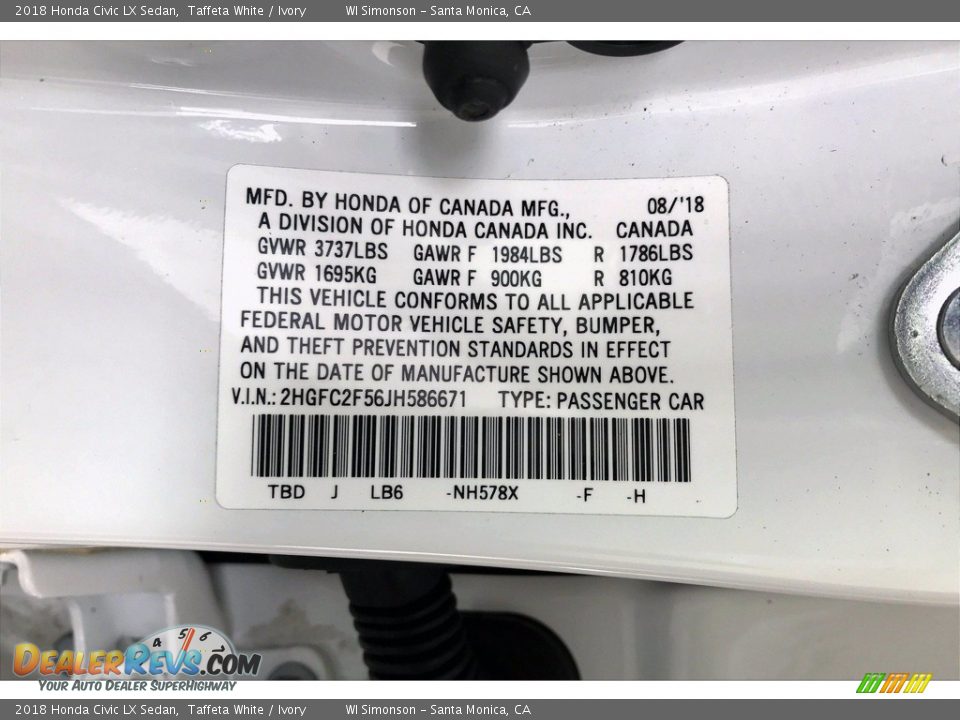 2018 Honda Civic LX Sedan, Taffeta White / Ivory WI Simonson - Santa Monica, CA
MFD. BY HONDA OF CANADA MFG., 08/'18
A DIVISION OF HONDA CANADA INC. CANADA
GVWR 3737LBS GAWR F 1984LBS R 1786LBS
GVWR 1695KG GAWR F 900KG R 810KG
THIS VEHICLE CONFORMS TO ALL APPLICABLE
FEDERAL MOTOR VEHICLE SAFETY, BUMPER,
AND THEFT PREVENTION STANDARDS IN EFFECT
ON THE DATE OF MANUFACTURE SHOWN ABOVE.
V.I.N.: 2HGFC2F56JH586671 TYPE: PASSENGER CAR
TBD J LB6 -NH578X -F -H
4 5 6
DEALERREVS.COM
YOUR AUTO DEALER SUPERHIGHWAY
2018 Honda Civic LX Sedan, Taffeta White / Ivory WI Simonson - Santa Monica, CA